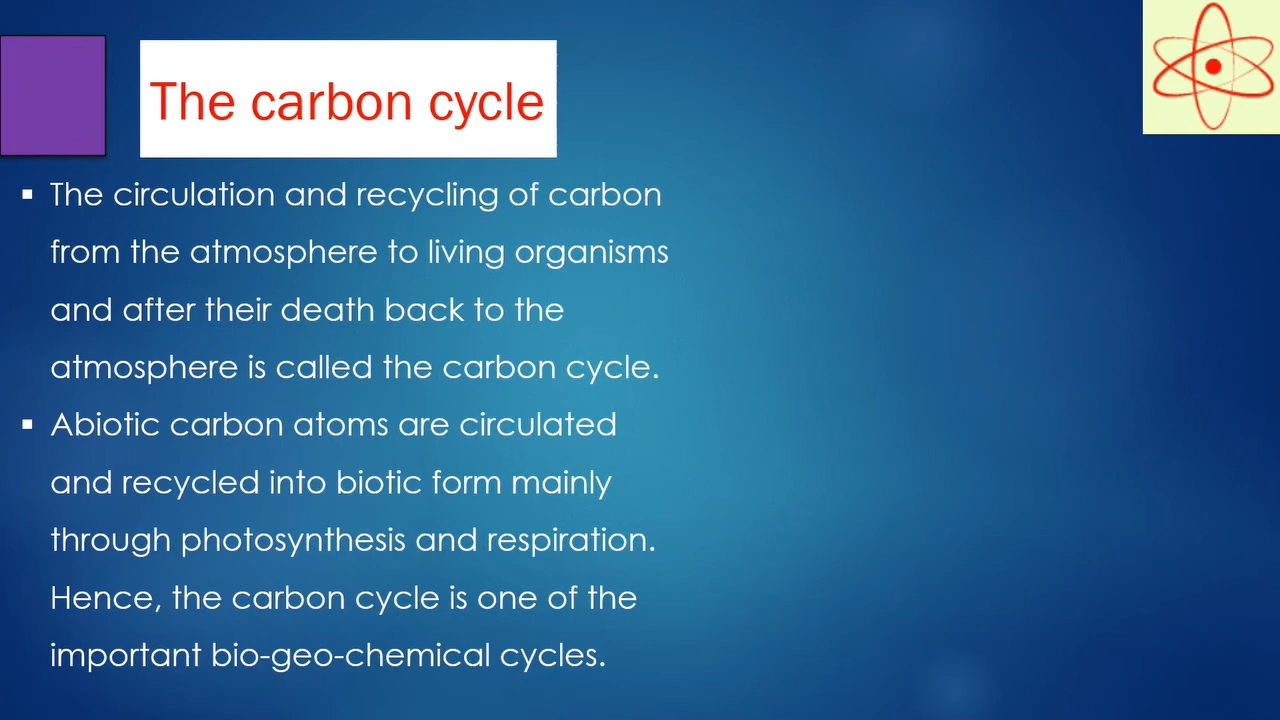 The carbon cycle
▪ The circulation and recycling of carbon
from the atmosphere to living organisms
and after their death back to the
atmosphere is called the carbon cycle.
▪ Abiotic carbon atoms are circulated
and recycled into biotic form mainly
through photosynthesis and respiration.
Hence, the carbon cycle is one of the
important bio-geo-chemical cycles.